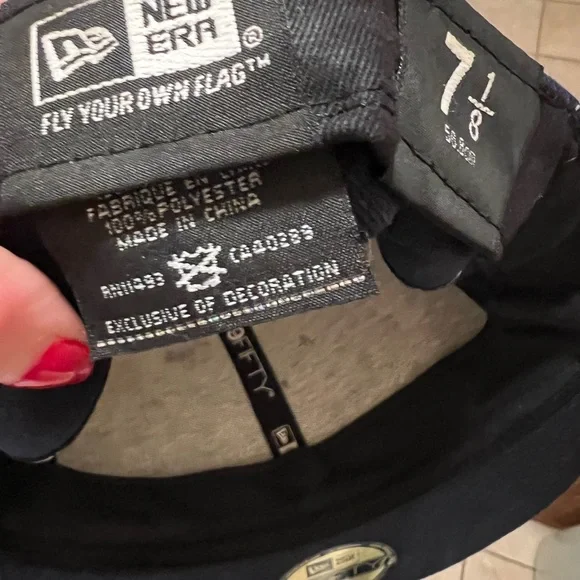 NEW
ERA®
FLY YOUR OWN FLAG™
7 1/8
FABRIQUE EN
100% POLYESTER
MADE IN CHINA
RN11493
CA40289
EXCLUSIVE OF DECORATION
9FIFTY